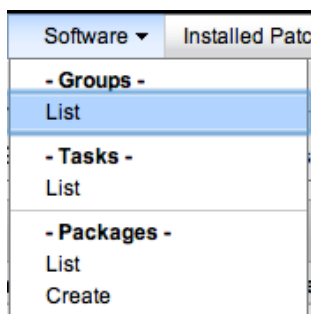 Software ▾ Installed Patc
- Groups -
List
- Tasks -
List
- Packages -
List
Create